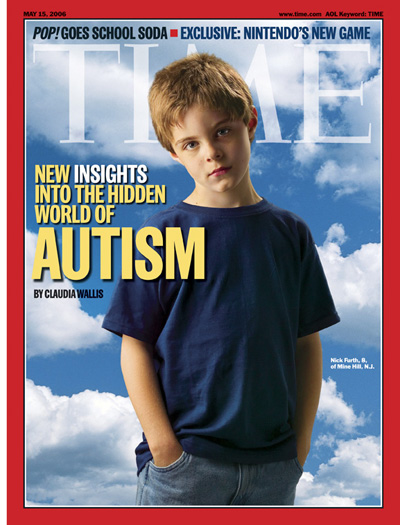 MAY 15, 2006 www.time.com AOL Keyword: TIME
POP! GOES SCHOOL SODA ■ EXCLUSIVE: NINTENDO'S NEW GAME
TIME
NEW INSIGHTS
INTO THE HIDDEN
WORLD OF
AUTISM
BY CLAUDIA WALLIS
Nick Furth, 8,
of Mine Hill, N.J.